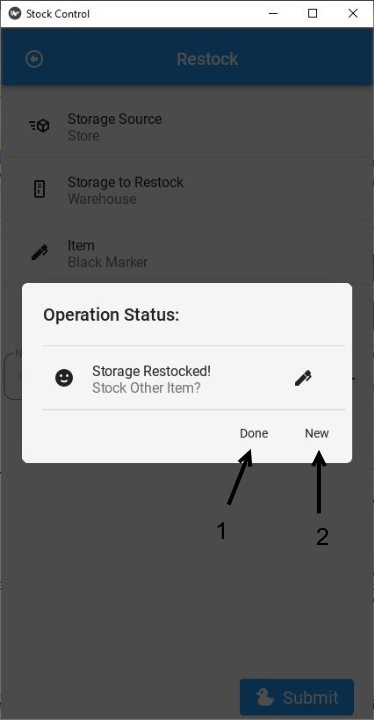 Stock Control
Restock
Storage Source
Store
Storage to Restock
Warehouse
Item
Black Marker
Operation Status:
Storage Restocked!
Stock Other Item?
Done
New
1
2
Submit